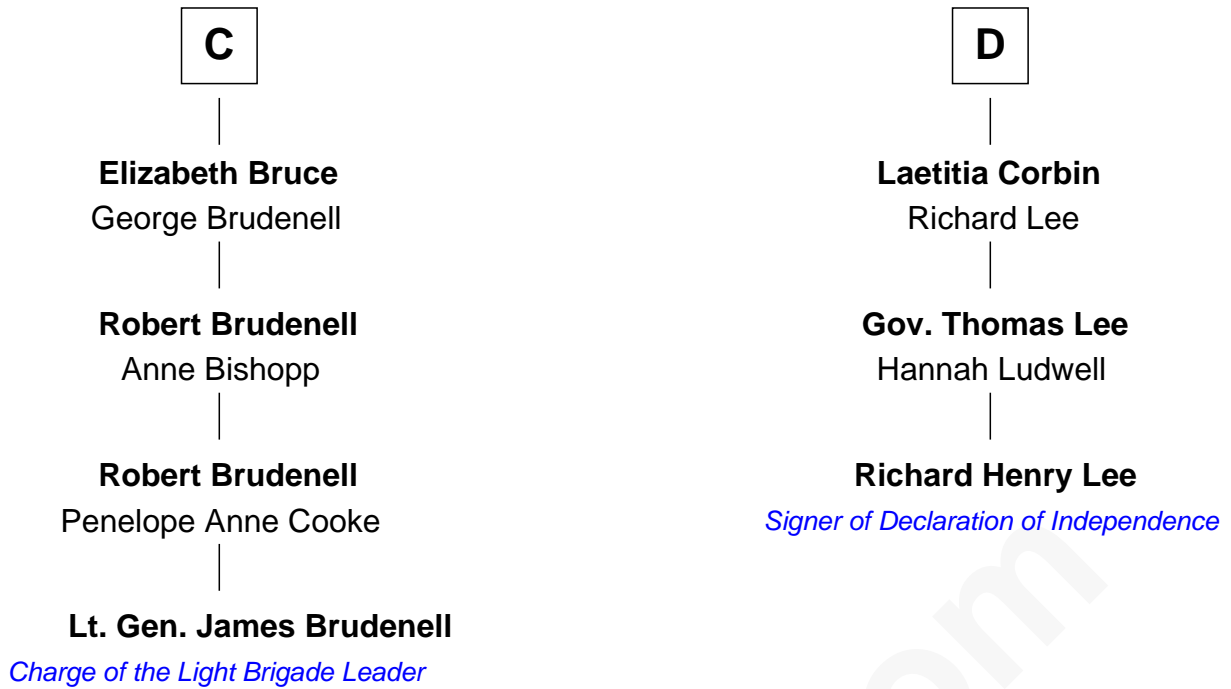 C
Elizabeth Bruce
George Brudenell
Robert Brudenell
Anne Bishopp
Robert Brudenell
Penelope Anne Cooke
Lt. Gen. James Brudenell
Charge of the Light Brigade Leader
D
Laetitia Corbin
Richard Lee
Gov. Thomas Lee
Hannah Ludwell
Richard Henry Lee
Signer of Declaration of Independence
om